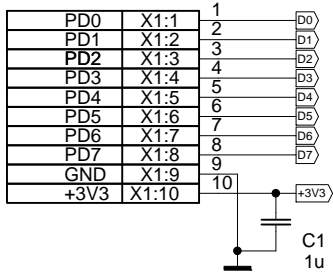 PD0 X1:1 1 D0
PD1 X1:2 2 D1
PD2 X1:3 3 D2
PD3 X1:4 4 D3
PD4 X1:5 5 D4
PD5 X1:6 6 D5
PD6 X1:7 7 D6
PD7 X1:8 8 D7
GND X1:9 9
+3V3 X1:10 10 +3V3
C1
1u